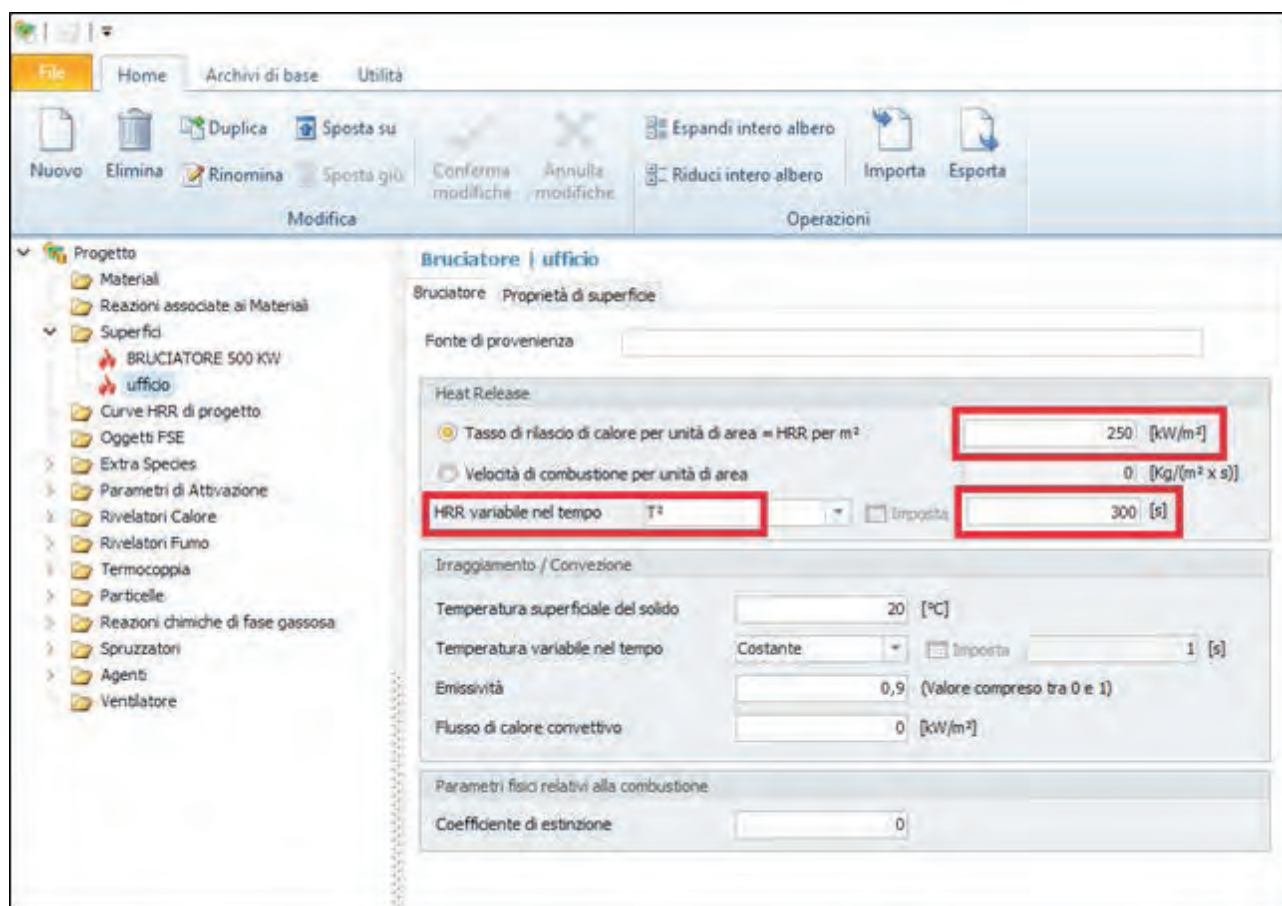 File Home Archivi di base Utilità
Nuovo Elimina Duplica Rinomina Sposta su Sposta giù Conferma modifiche Annulla modifiche Espandi intero albero Riduci intero albero Importa Esporta
Modifica Operazioni
Progetto
Materiali
Reazioni associate ai Materiali
Superfici
BRUCIATORE 500 KW
ufficio
Curve HRR di progetto
Oggetti FSE
Extra Species
Parametri di Attivazione
Rivelatori Calore
Rivelatori Fumo
Termocoppia
Particelle
Reazioni chimiche di fase gassosa
Spruzzatori
Agenti
Ventilatore
Bruciatore | ufficio
Bruciatore Proprietà di superficie
Fonte di provenienza
Heat Release
Tasso di rilascio di calore per unità di area = HRR per m² 250 [kW/m²]
Velocità di combustione per unità di area 0 [Kg/(m² x s)]
HRR variabile nel tempo T² Imposta 300 [s]
Irraggiamento / Convezione
Temperatura superficiale del solido 20 [°C]
Temperatura variabile nel tempo Costante Imposta 1 [s]
Emissività 0,9 (Valore compreso tra 0 e 1)
Flusso di calore convettivo 0 [kW/m²]
Parametri fisici relativi alla combustione
Coefficiente di estinzione 0